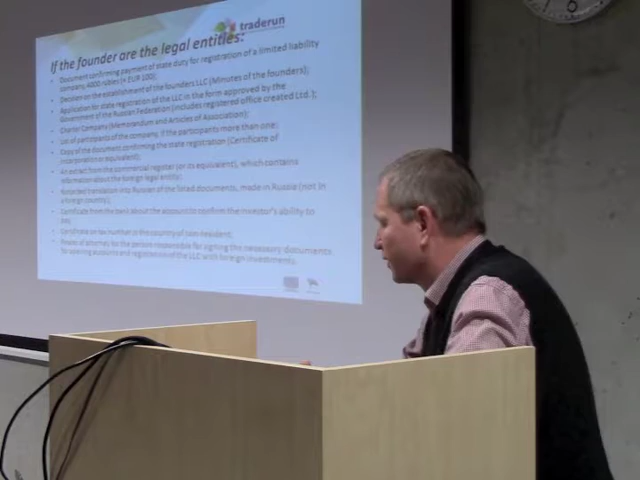 traderun
If the founder are the legal entities:
Document confirming payment of state duty for registration of a limited liability
company 4000 rubles (≈ EUR 100);
Decision on the establishment of the founders LLC (Minutes of the founders);
Application for state registration of the LLC in the form approved by the
Government of the Russian Federation (includes registered office created Ltd.);
Charter Company (Memorandum and Articles of Association);
List of participants of the company, if the participants more than one;
Copy of the document confirming the state registration (Certificate of
incorporation or equivalent);
An extract from the commercial register (or its equivalent), which contains
information about the foreign legal entity;
Notarized translation into Russian of the listed documents, made in Russia (not in
a foreign country);
Certificate from the bank about the accounts to confirm the investor's ability to
pay;
Certificate on tax number in the country of non-resident;
Power of attorney for the person responsible for signing the necessary documents
for opening accounts and registration of the LLC with foreign investments.
6